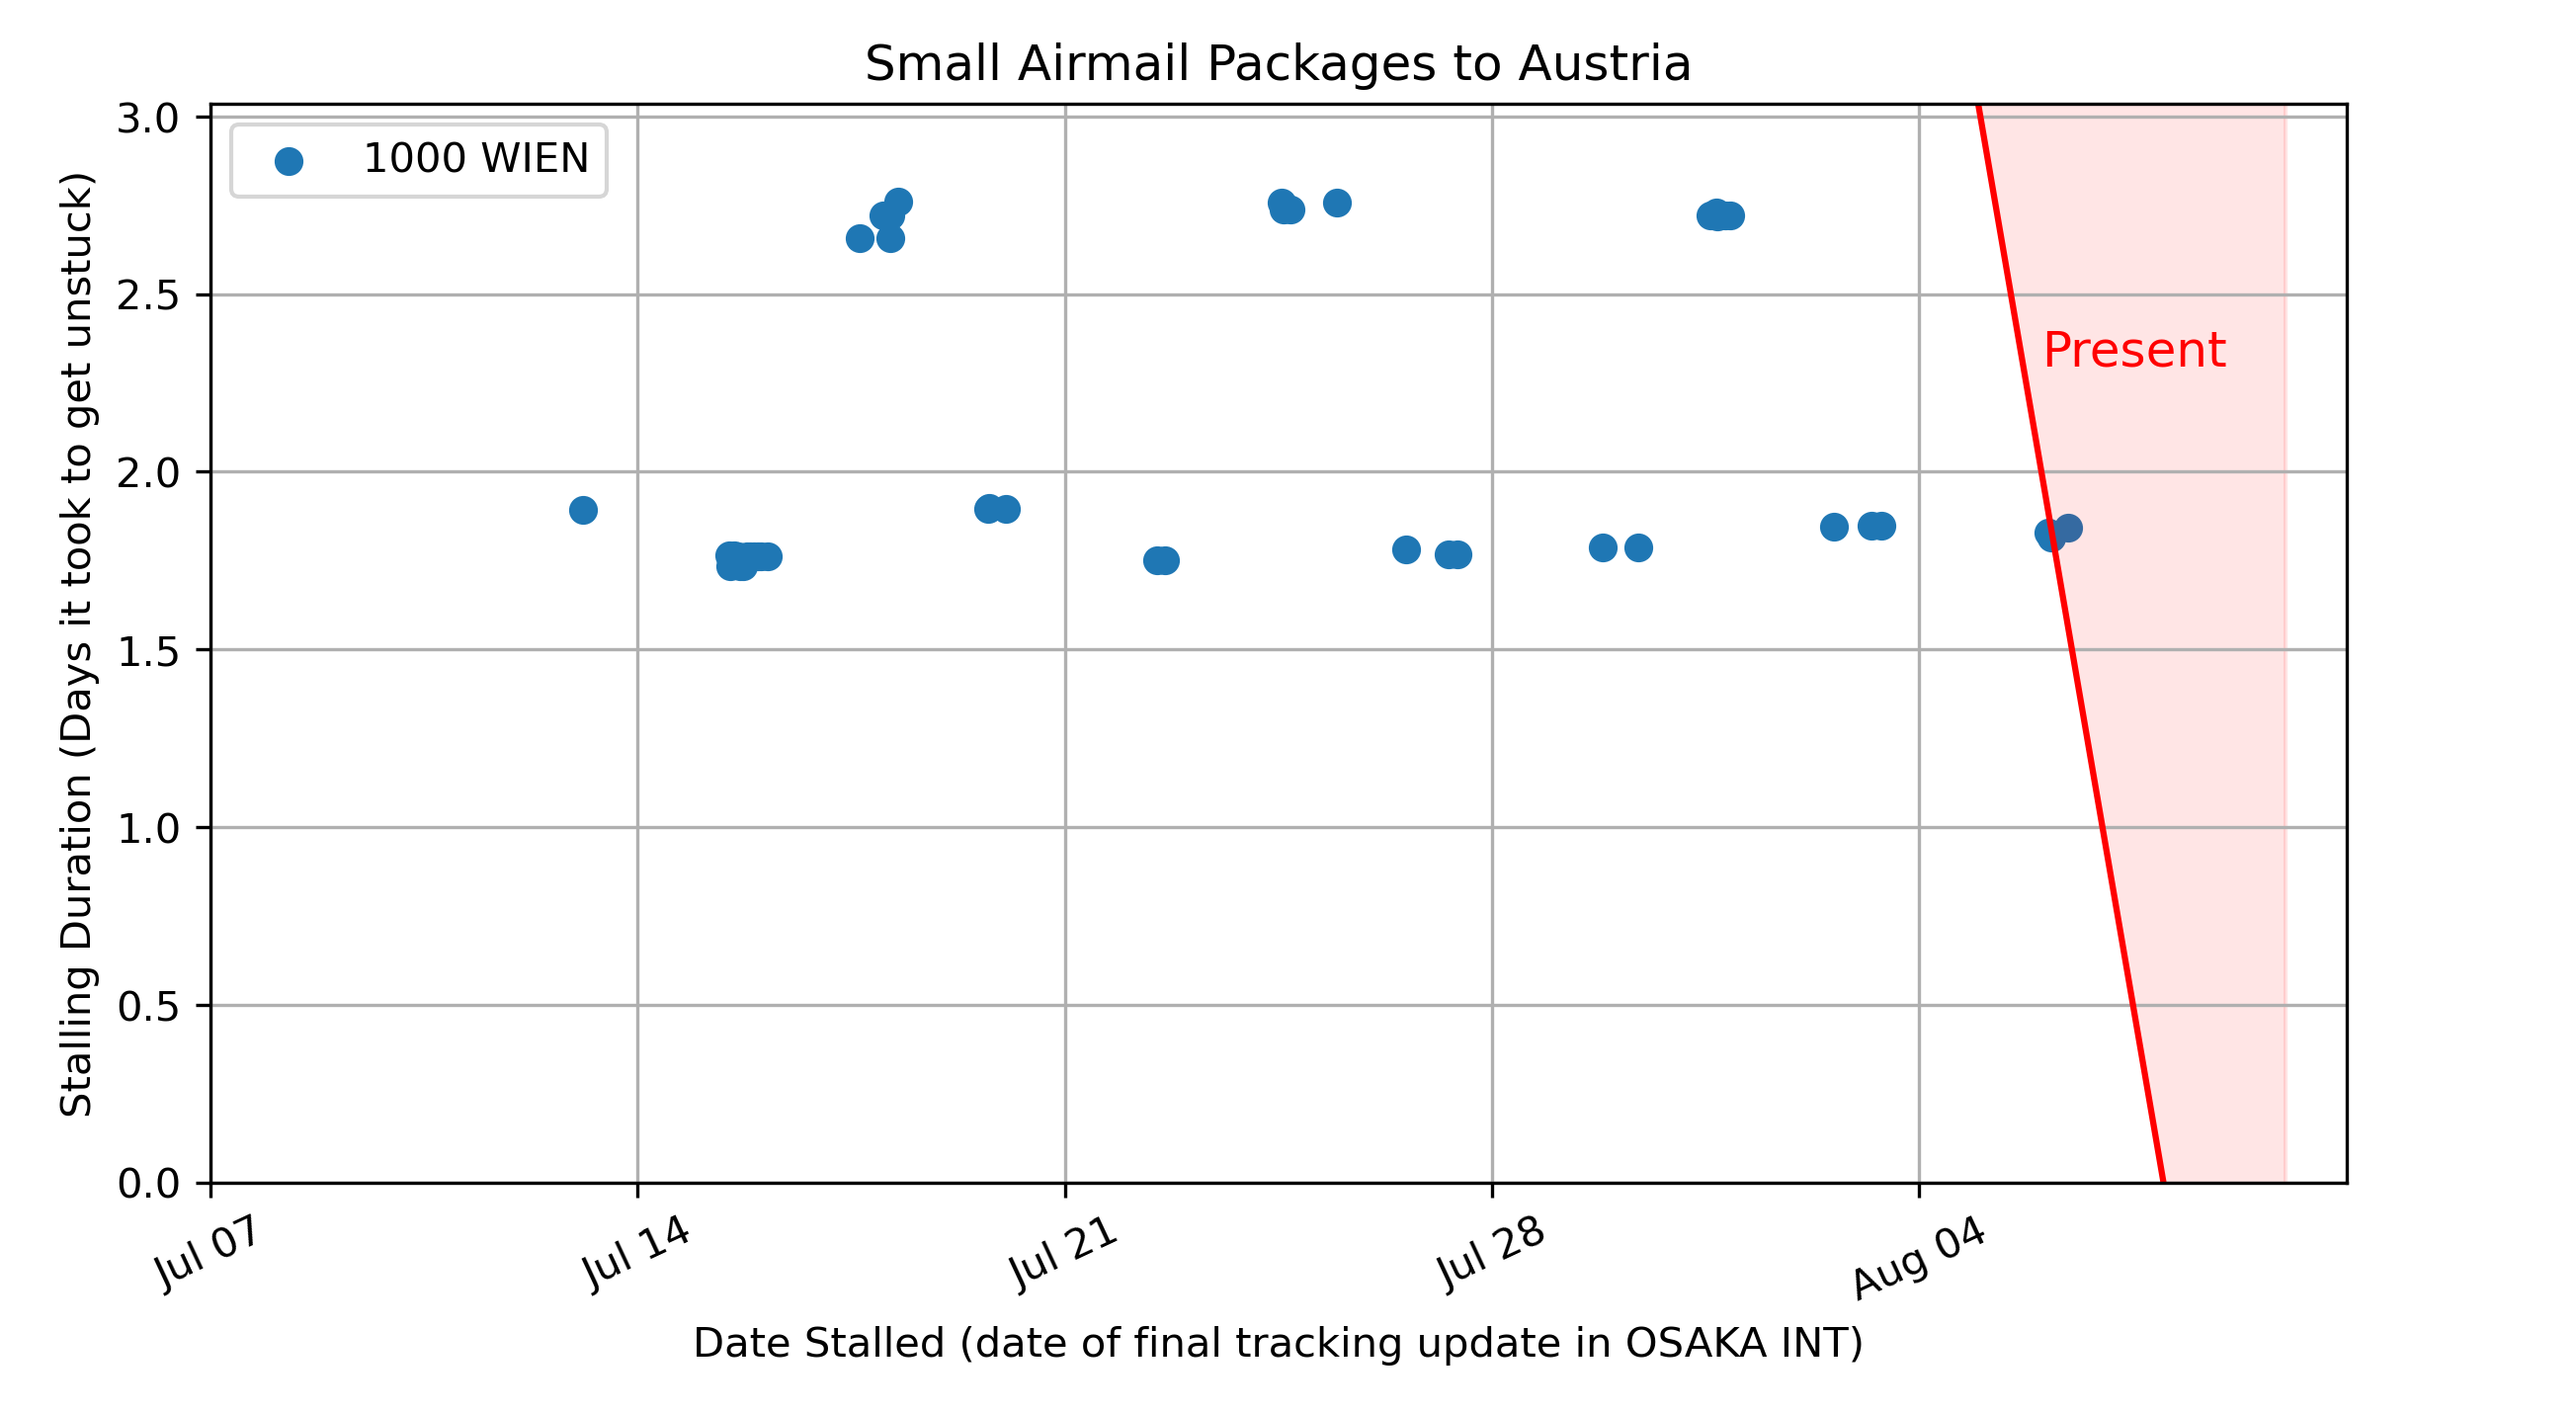 Small Airmail Packages to Austria
3.0
1000 WIEN
2.5
Present
2.0
1.5
1.0
0.5
0.0
Stalling Duration (Days it took to get unstuck)
Jul 07
Jul 14
Jul 21
Jul 28
Aug 04
Date Stalled (date of final tracking update in OSAKA INT)